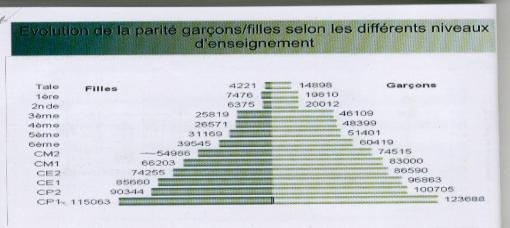 Evolution de la parité garçons/filles selon les différents niveaux
d'enseignement
Filles Garçons
Tale 4221 14898
1ère 7476 19810
2nde 6375 20012
3ème 25819 46109
4ème 26571 48399
5ème 31169 51401
6ème 39545 60419
CM2 54986 74515
CM1 66203 83000
CE2 74255 86590
CE1 85660 96863
CP2 90344 100705
CP1 115063 123688